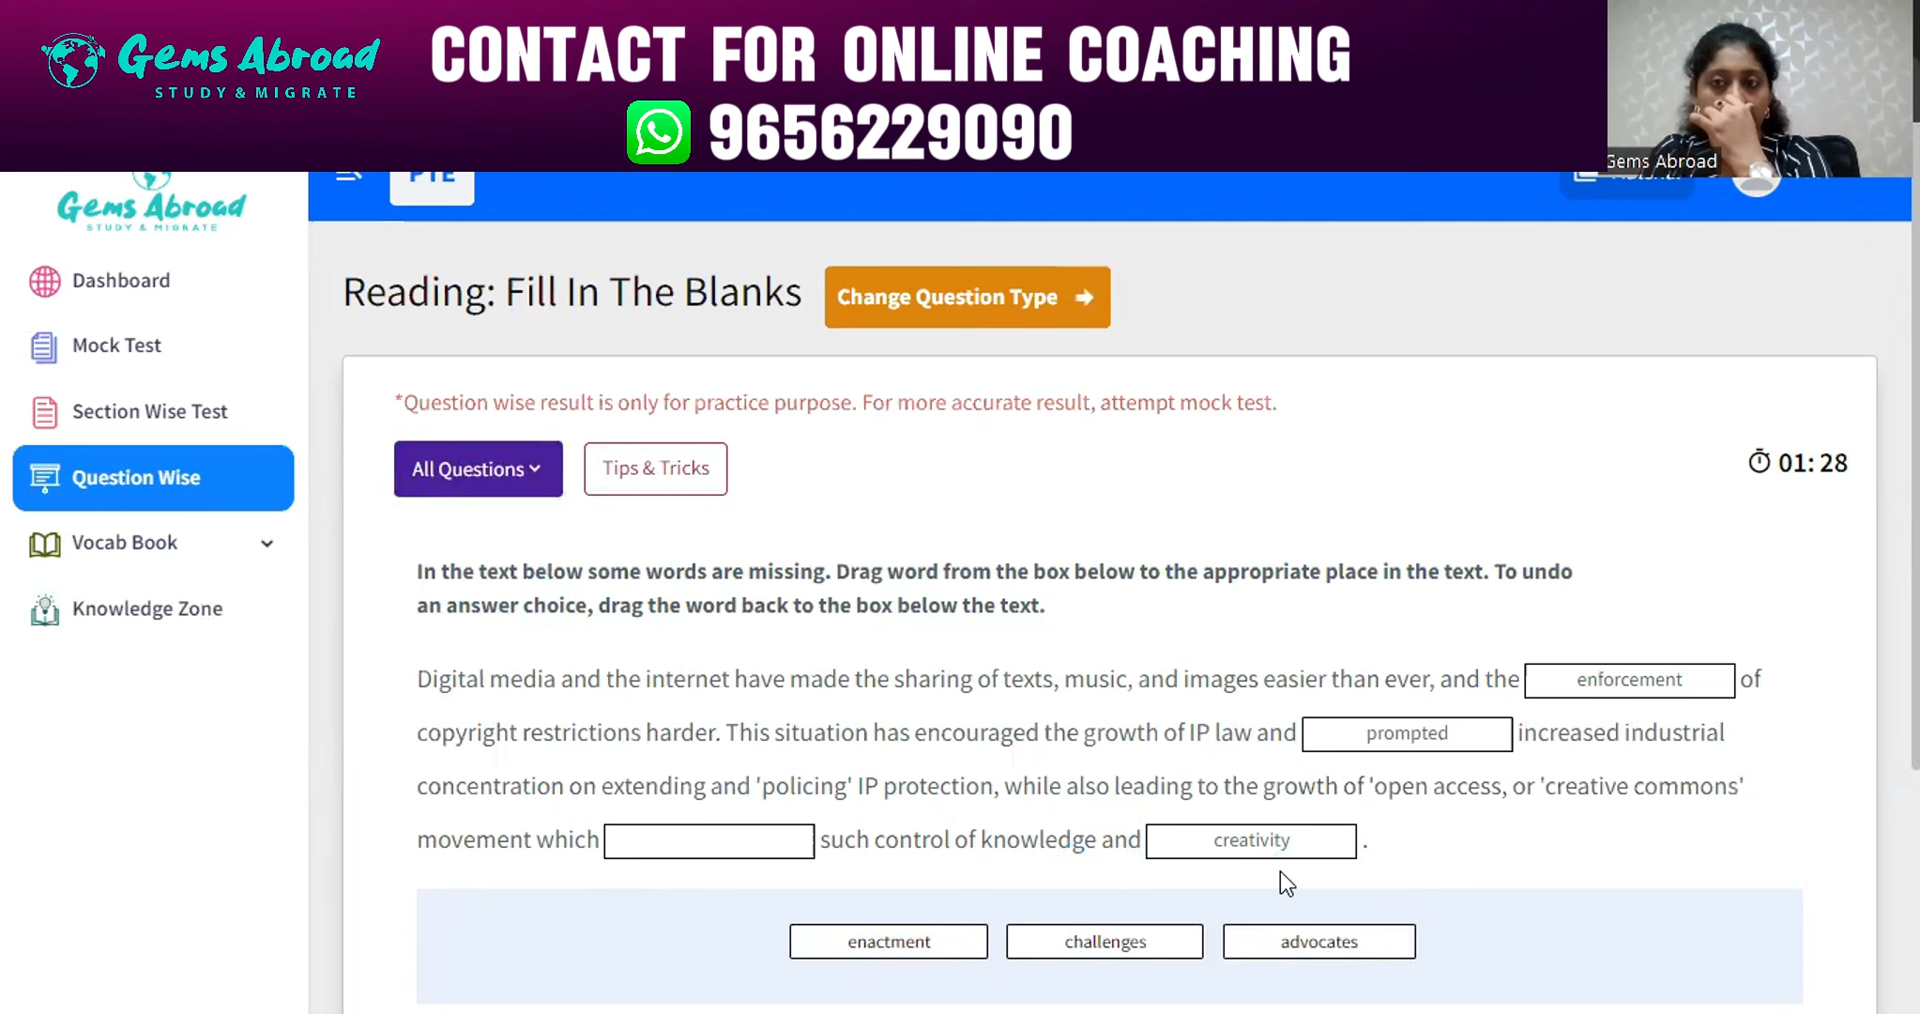 Gems Abroad
STUDY & MIGRATE
CONTACT FOR ONLINE COACHING
9656229090
Gems Abroad
PTE
Gems Abroad
STUDY & MIGRATE
Dashboard
Mock Test
Section Wise Test
Question Wise
Vocab Book
Knowledge Zone
Reading: Fill In The Blanks
Change Question Type
*Question wise result is only for practice purpose. For more accurate result, attempt mock test.
All Questions
Tips & Tricks
01: 28
In the text below some words are missing. Drag word from the box below to the appropriate place in the text. To undo
an answer choice, drag the word back to the box below the text.
Digital media and the internet have made the sharing of texts, music, and images easier than ever, and the enforcement of
copyright restrictions harder. This situation has encouraged the growth of IP law and prompted increased industrial
concentration on extending and 'policing' IP protection, while also leading to the growth of 'open access, or 'creative commons'
movement which such control of knowledge and creativity .
enactment challenges advocates